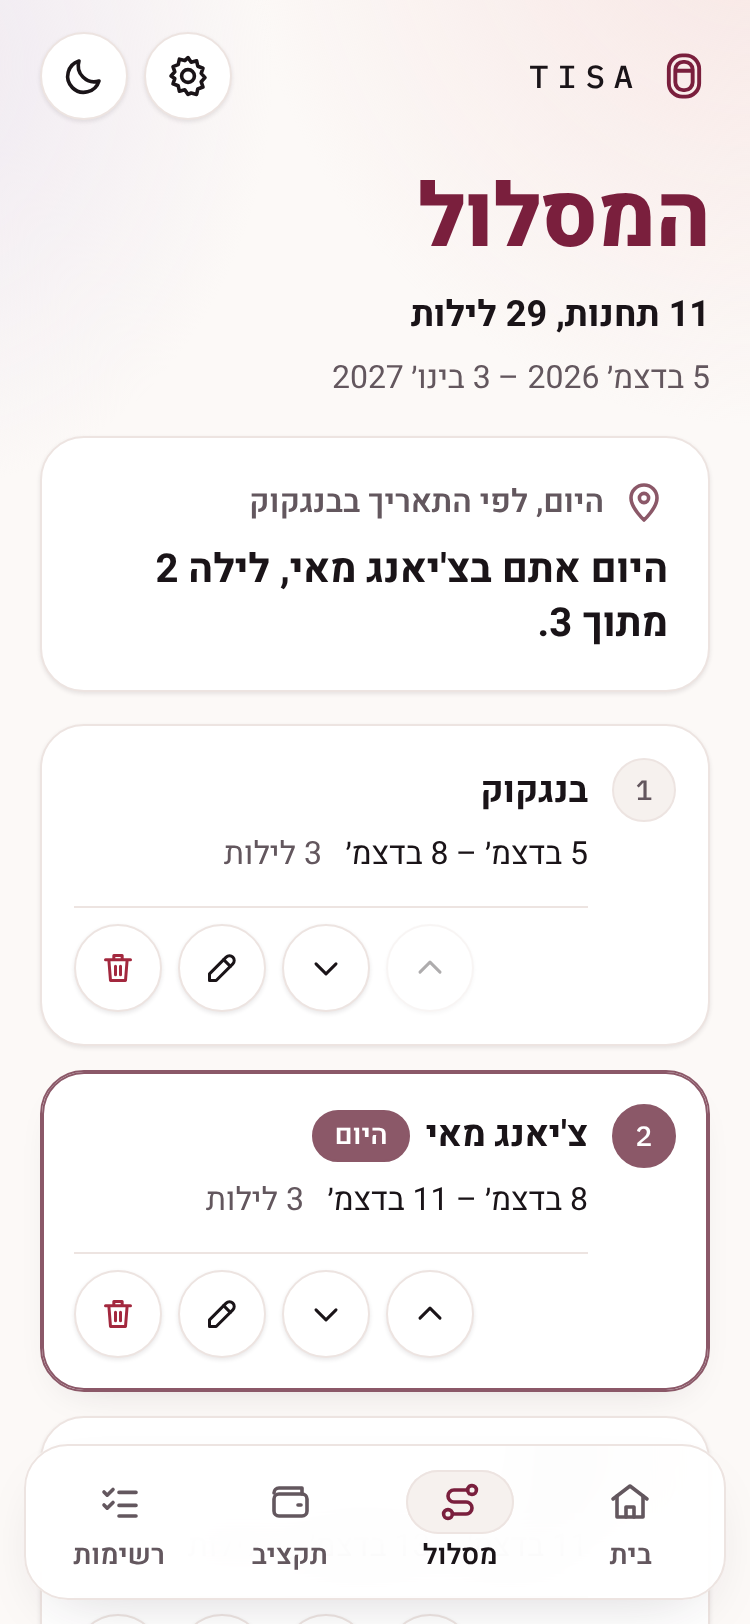 TISA
המסלול
11 תחנות, 29 לילות
5 בדצמ׳ 2026 – 3 בינו׳ 2027
היום, לפי התאריך בבנגקוק
היום אתם בצ'יאנג מאי, לילה 2
מתוך 3.
1
בנגקוק
5 בדצמ׳ – 8 בדצמ׳ 3 לילות
2
צ'יאנג מאי היום
8 בדצמ׳ – 11 בדצמ׳ 3 לילות
בית מסלול תקציב רשימות